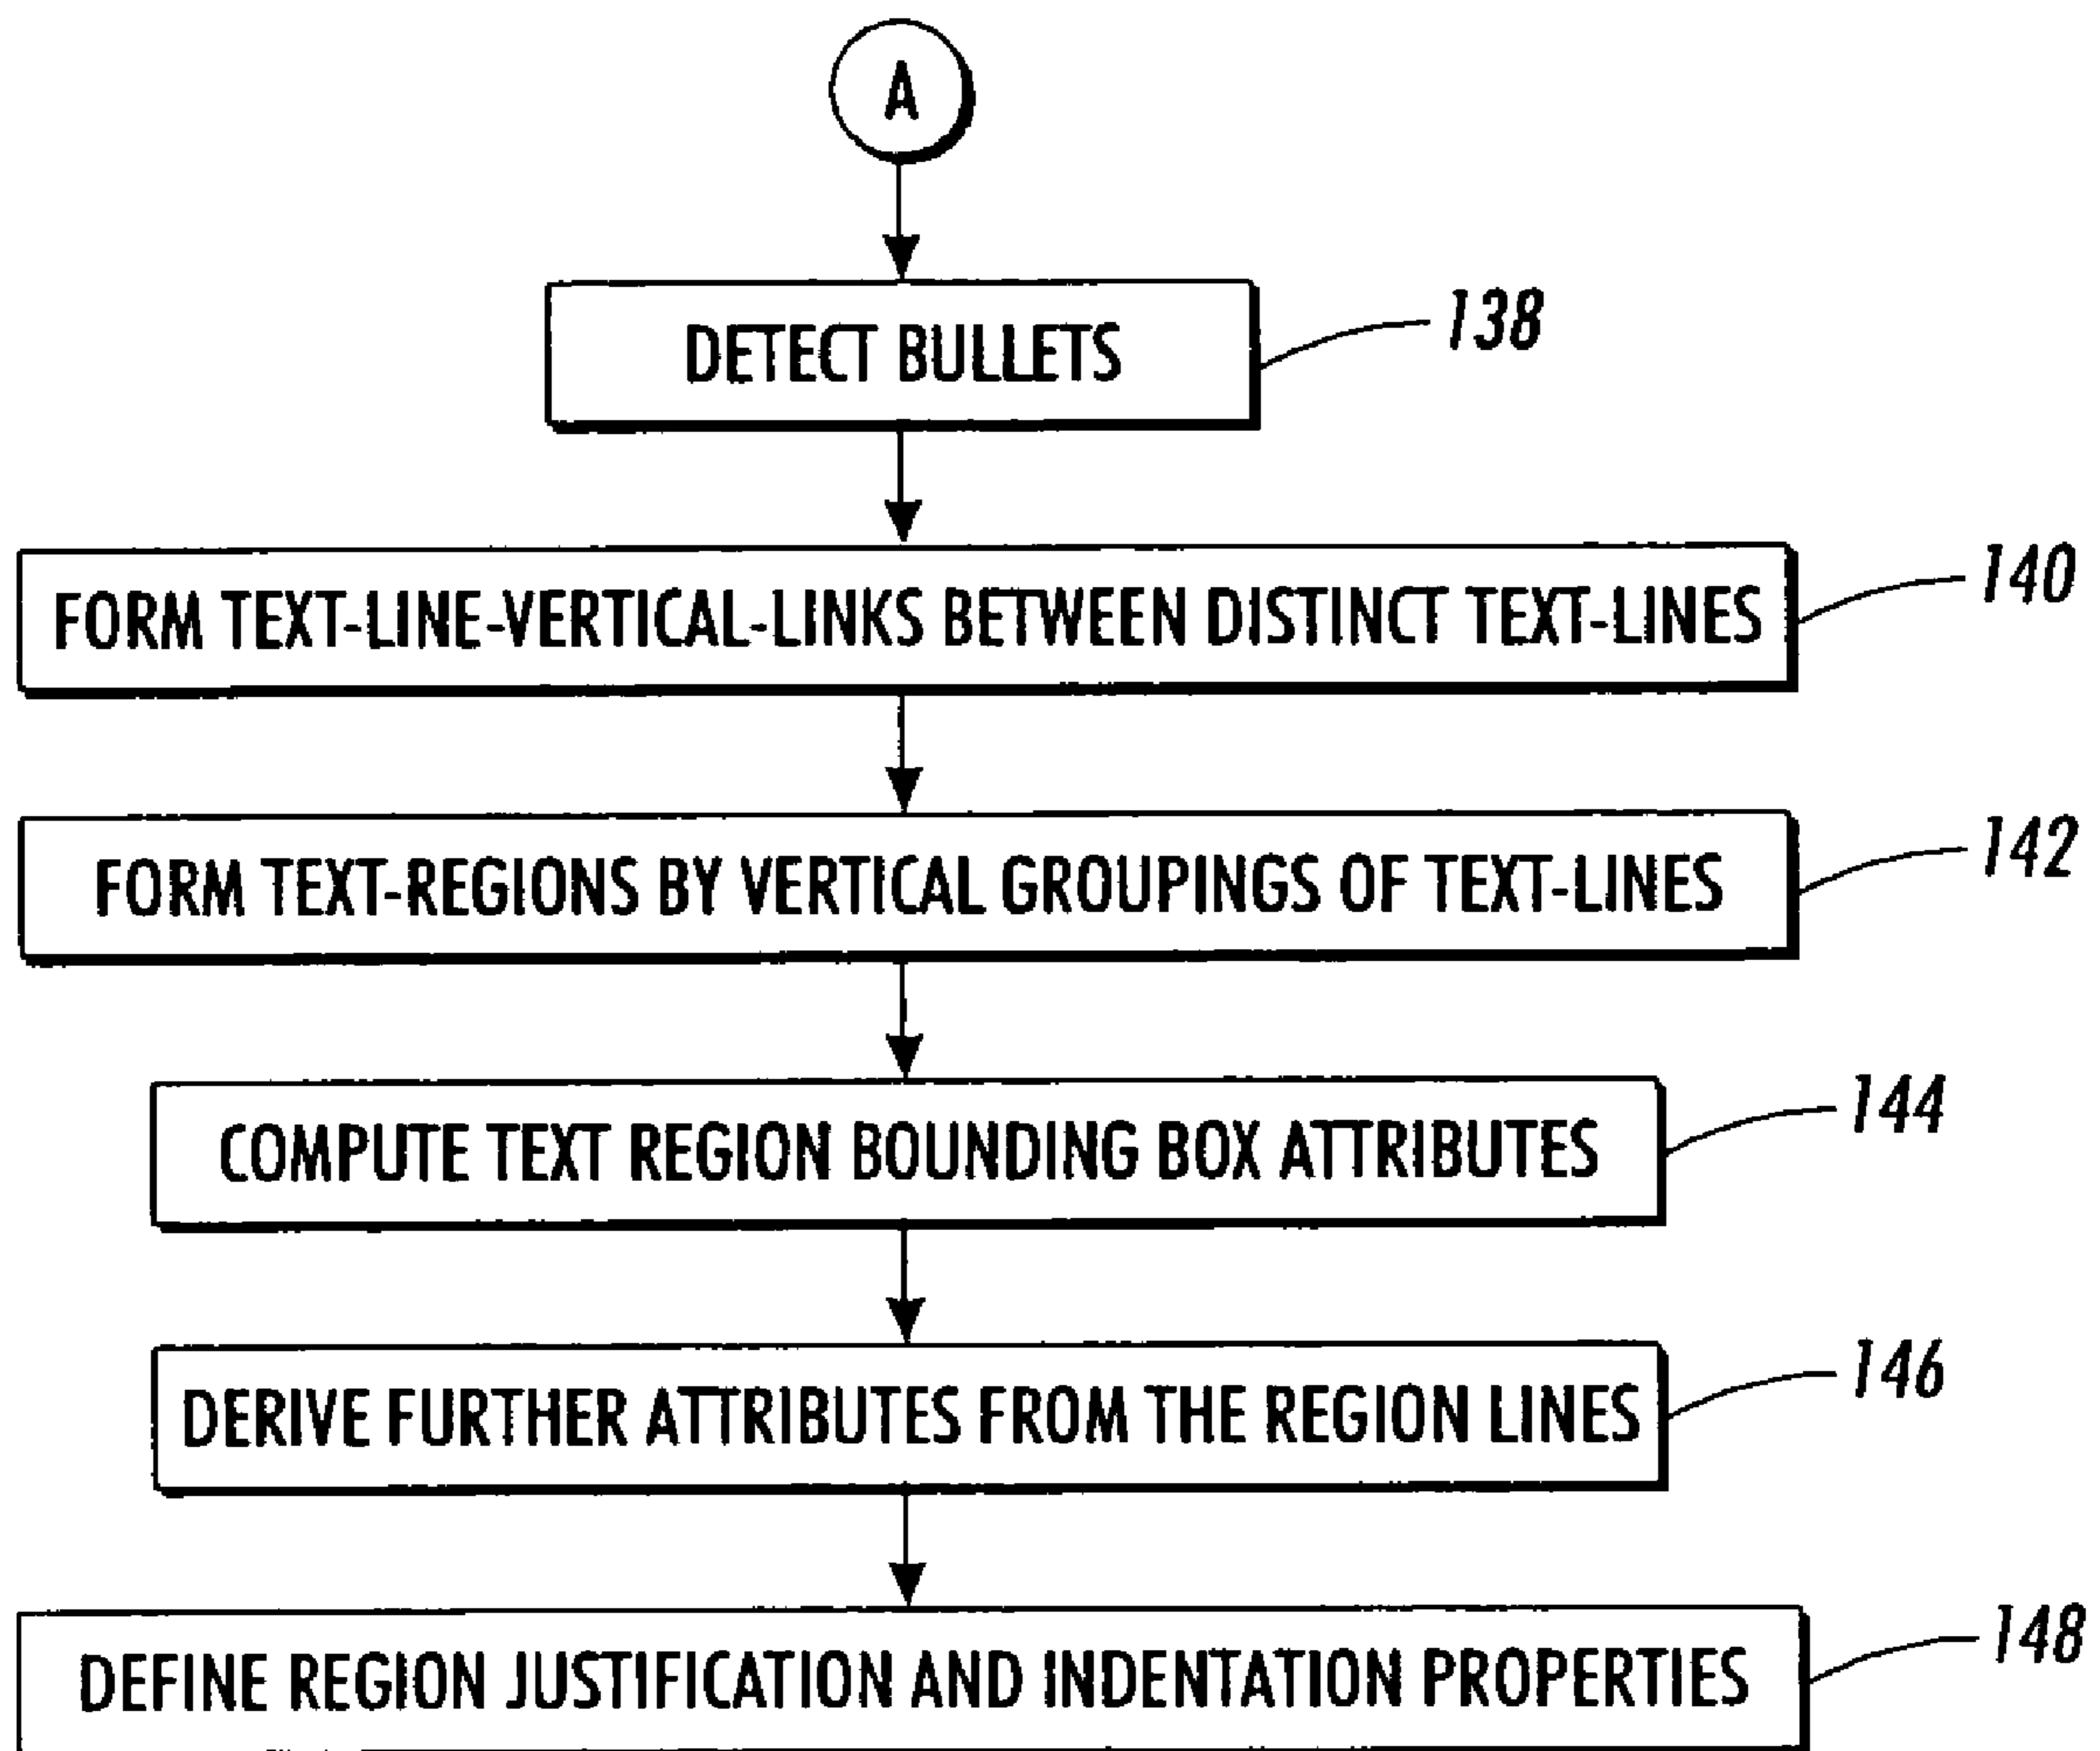 A
DETECT BULLETS
138
FORM TEXT-LINE-VERTICAL-LINKS BETWEEN DISTINCT TEXT-LINES
140
FORM TEXT-REGIONS BY VERTICAL GROUPINGS OF TEXT-LINES
142
COMPUTE TEXT REGION BOUNDING BOX ATTRIBUTES
144
DERIVE FURTHER ATTRIBUTES FROM THE REGION LINES
146
DEFINE REGION JUSTIFICATION AND INDENTATION PROPERTIES
148